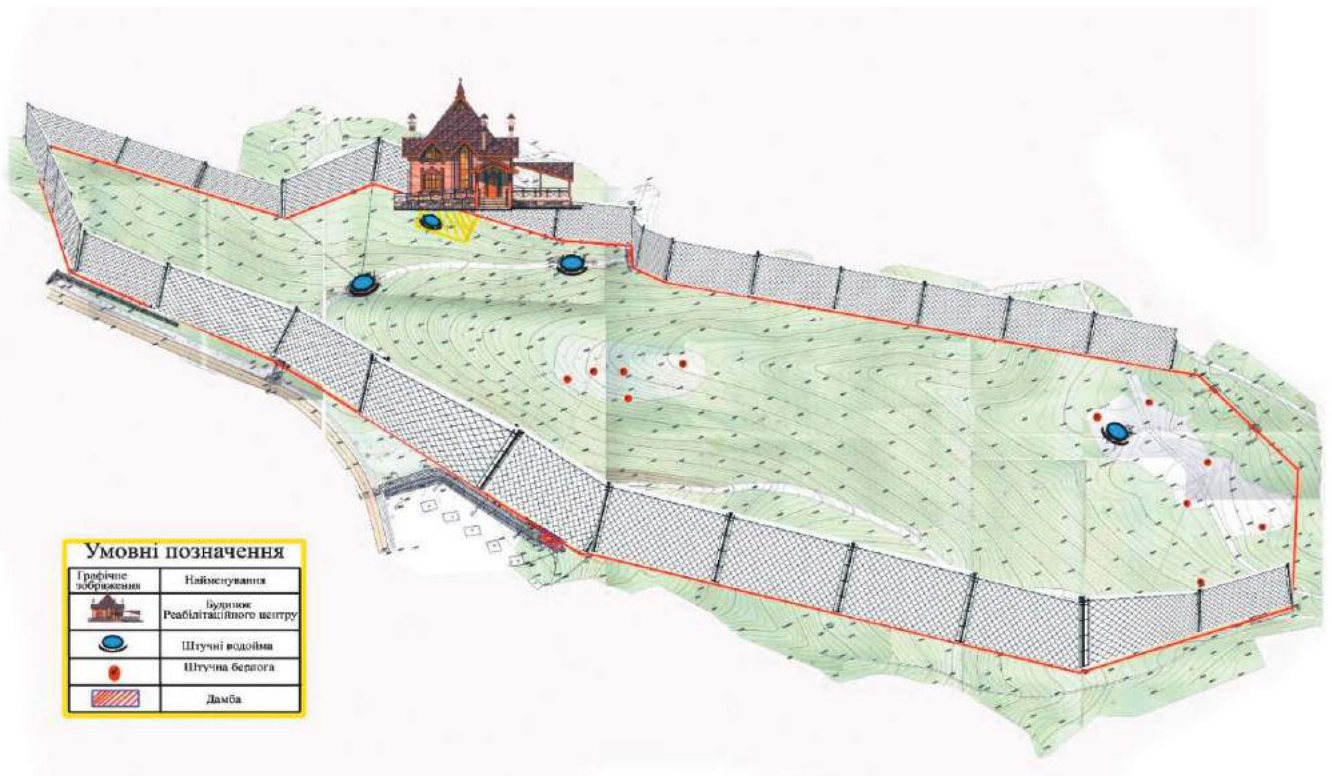 Умовні позначення
Графічне
зображення
Найменування
Будинок
Реабілітаційного центру
Штучні водойма
Штучна берлога
Дамба